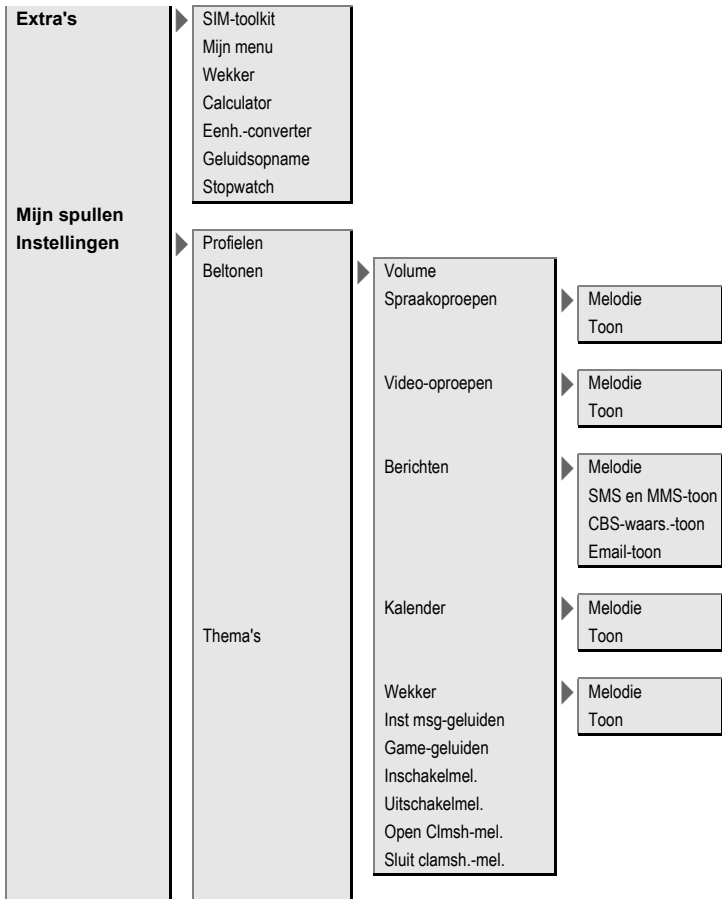 Extra's
SIM-toolkit
Mijn menu
Wekker
Calculator
Eenh.-converter
Geluidsopname
Stopwatch
Mijn spullen
Instellingen
Profielen
Beltonen
Volume
Spraakoproepen
Melodie
Toon
Video-oproepen
Melodie
Toon
Berichten
Melodie
SMS en MMS-toon
CBS-waars.-toon
Email-toon
Kalender
Melodie
Toon
Wekker
Melodie
Toon
Inst msg-geluiden
Game-geluiden
Inschakelmel.
Uitschakelmel.
Open Clmsh-mel.
Sluit clamsh.-mel.
Thema's